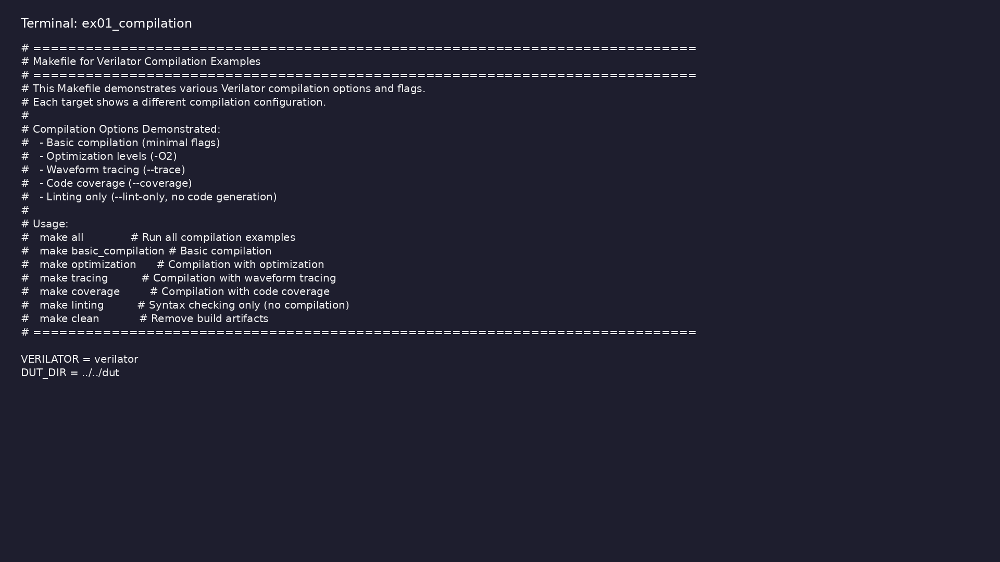 Terminal: ex01_compilation
# ============================================================================
# Makefile for Verilator Compilation Examples
# ============================================================================
# This Makefile demonstrates various Verilator compilation options and flags.
# Each target shows a different compilation configuration.
#
# Compilation Options Demonstrated:
#   - Basic compilation (minimal flags)
#   - Optimization levels (-O2)
#   - Waveform tracing (--trace)
#   - Code coverage (--coverage)
#   - Linting only (--lint-only, no code generation)
#
# Usage:
#   make all              # Run all compilation examples
#   make basic_compilation # Basic compilation
#   make optimization      # Compilation with optimization
#   make tracing          # Compilation with waveform tracing
#   make coverage         # Compilation with code coverage
#   make linting          # Syntax checking only (no compilation)
#   make clean            # Remove build artifacts
# ============================================================================
VERILATOR = verilator
DUT_DIR = ../../dut